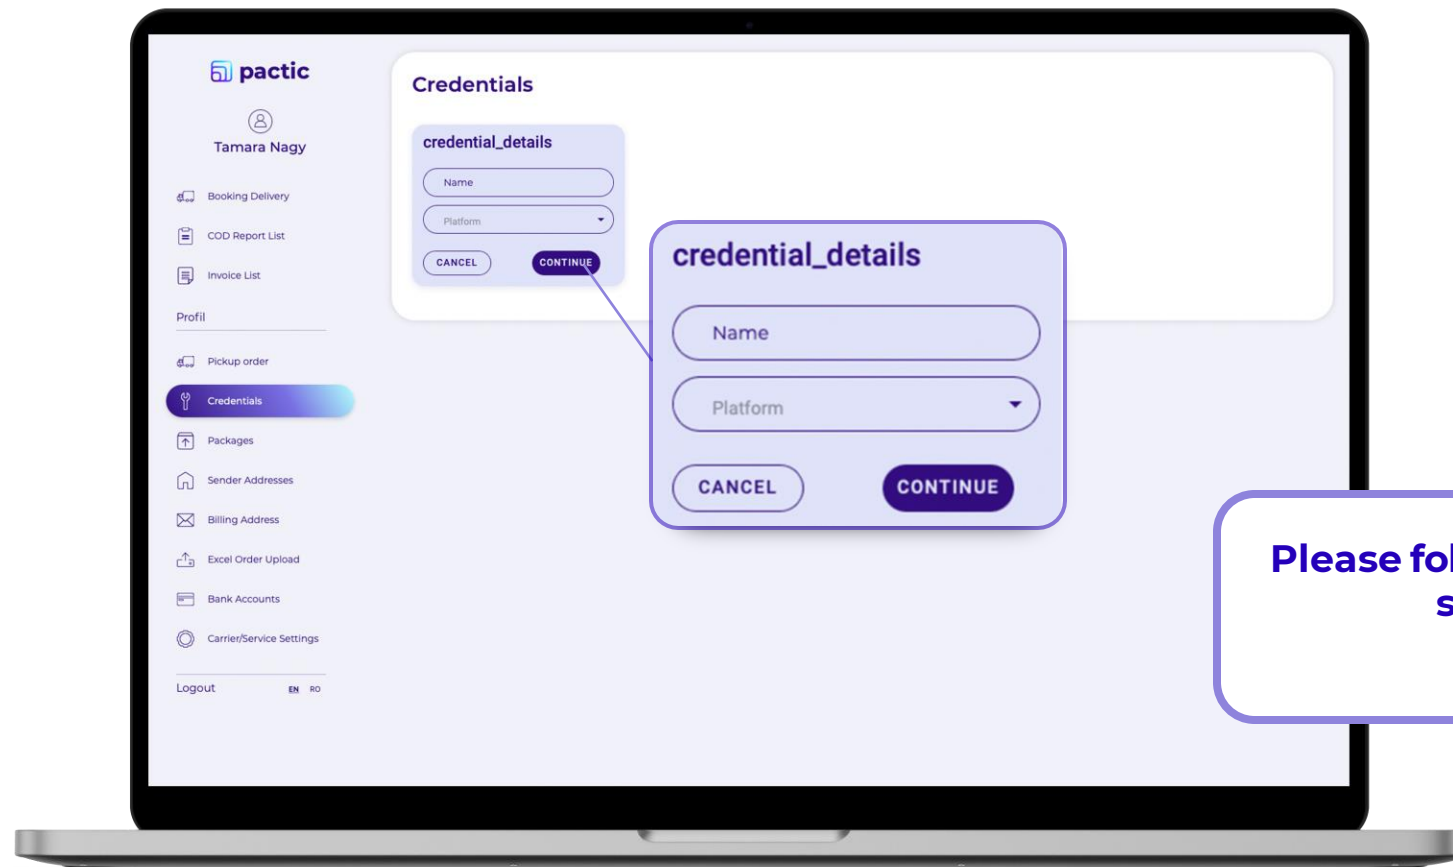 pactic
Tamara Nagy
Booking Delivery
COD Report List
Invoice List
Profil
Pickup order
Credentials
Packages
Sender Addresses
Billing Address
Excel Order Upload
Bank Accounts
Carrier/Service Settings
Logout EN RO
Credentials
credential_details
Name
Platform
CANCEL CONTINUE
credential_details
Name
Platform
CANCEL CONTINUE
Please